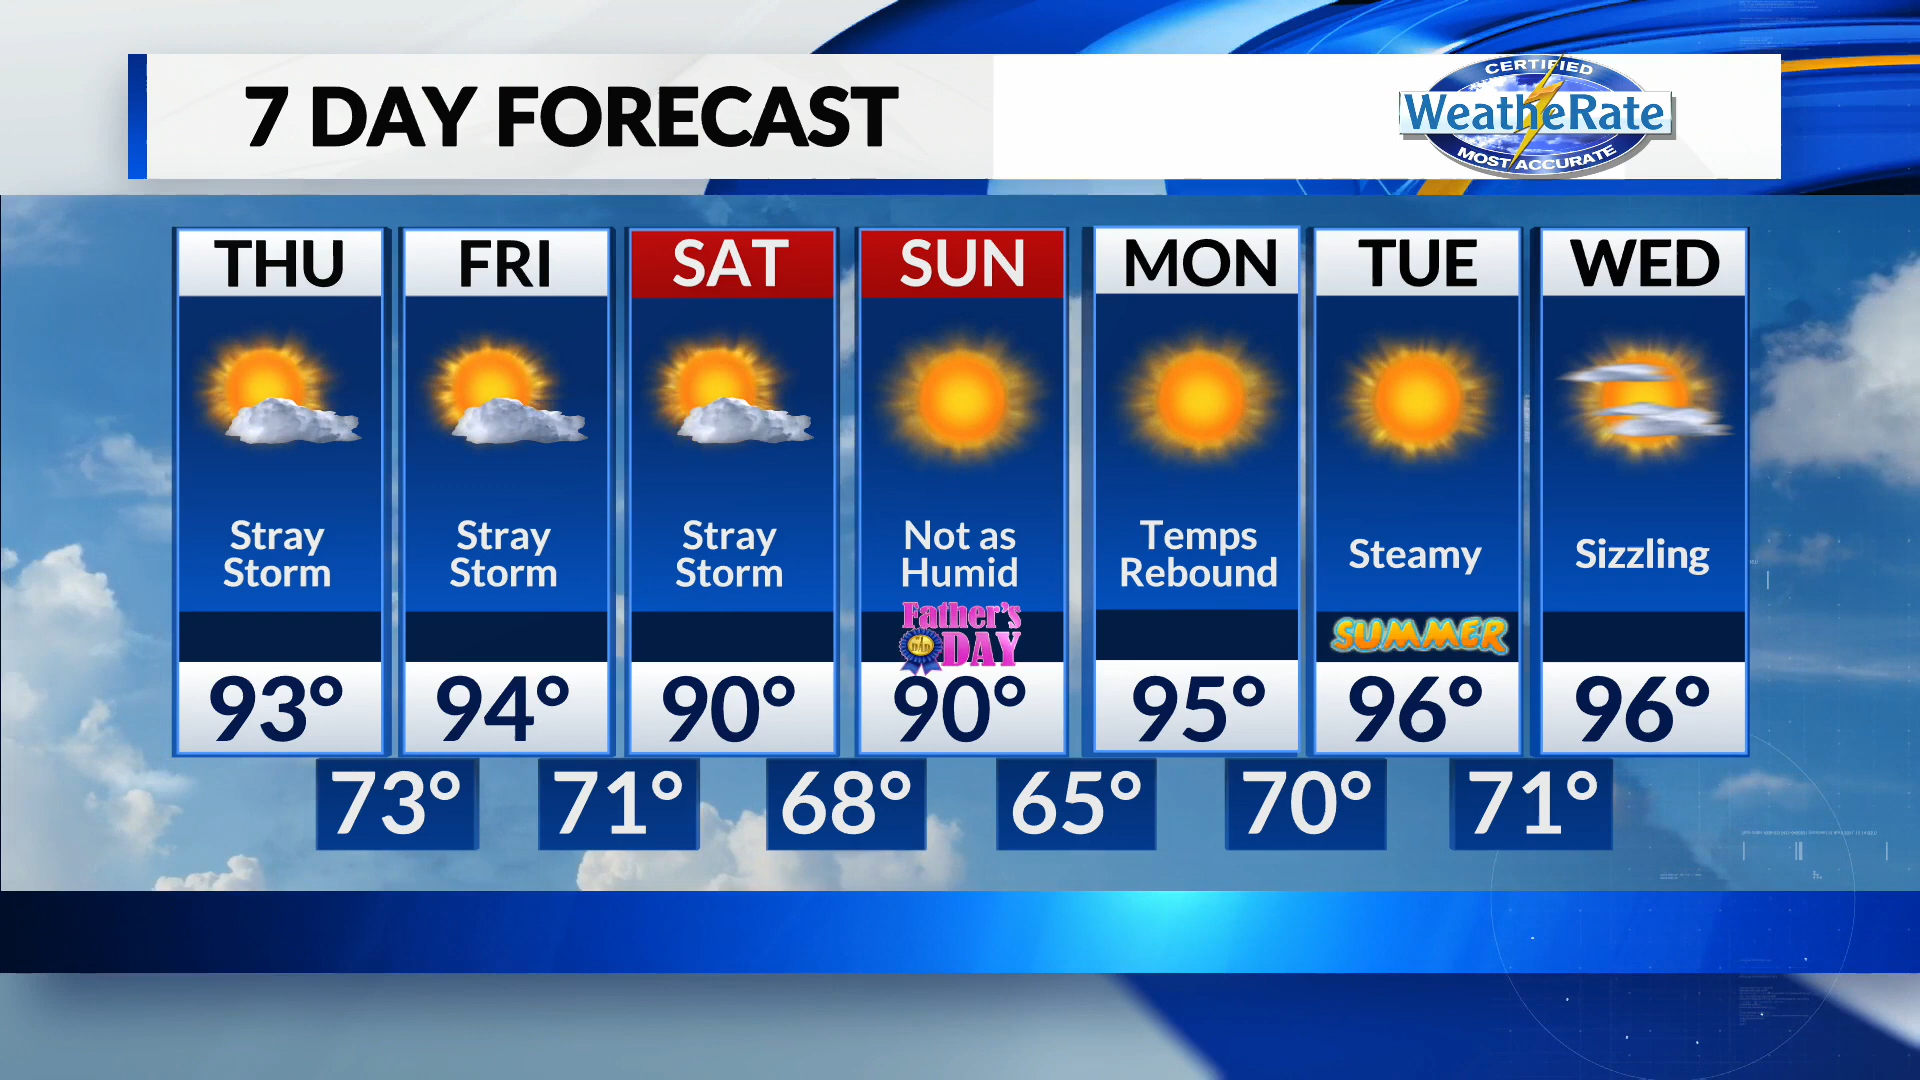 7 DAY FORECAST
CERTIFIED
WeatheRate
MOST ACCURATE
THU
FRI
SAT
SUN
MON
TUE
WED
Stray
Storm
Stray
Storm
Stray
Storm
Not as
Humid
Temps
Rebound
Steamy
Sizzling
Father's
#1
DAD
DAY
SUMMER
93°
94°
90°
90°
95°
96°
96°
73°
71°
68°
65°
70°
71°